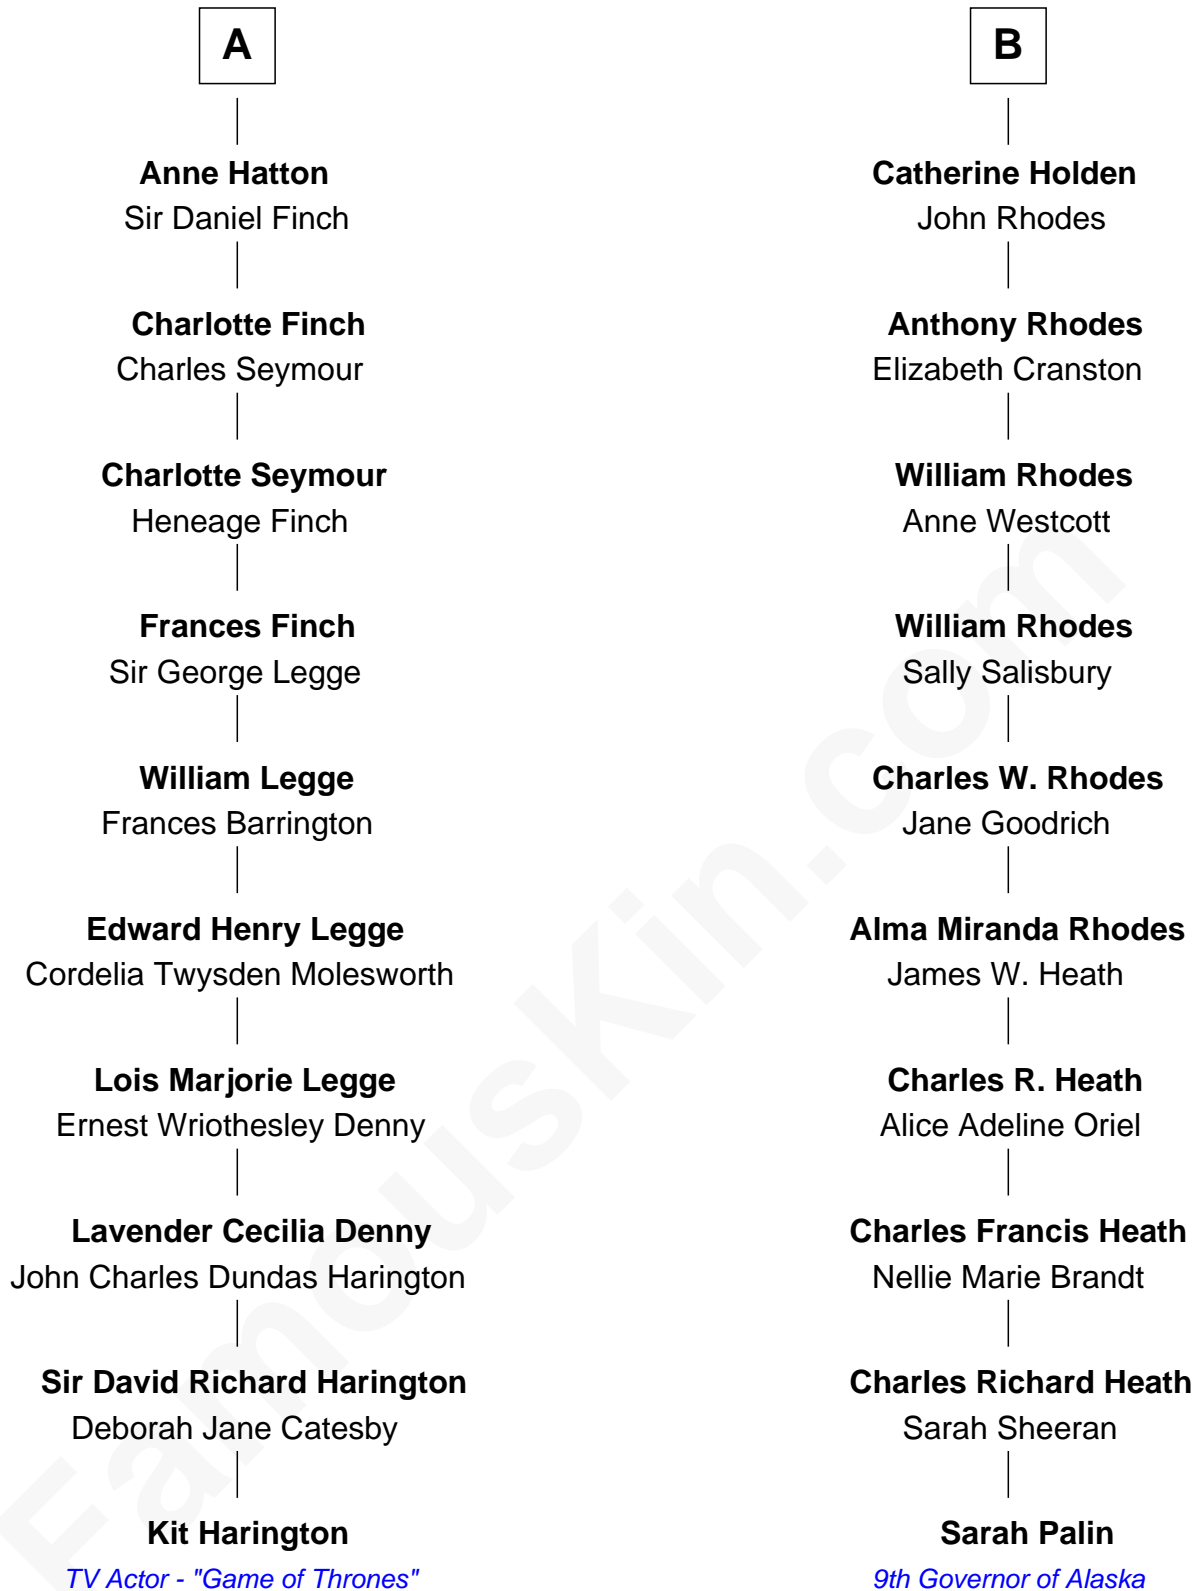 A
Anne Hatton
Sir Daniel Finch
Charlotte Finch
Charles Seymour
Charlotte Seymour
Heneage Finch
Frances Finch
Sir George Legge
William Legge
Frances Barrington
Edward Henry Legge
Cordelia Twysden Molesworth
Lois Marjorie Legge
Ernest Wriothesley Denny
Lavender Cecilia Denny
John Charles Dundas Harington
Sir David Richard Harington
Deborah Jane Catesby
Kit Harington
TV Actor - "Game of Thrones"
B
Catherine Holden
John Rhodes
Anthony Rhodes
Elizabeth Cranston
William Rhodes
Anne Westcott
William Rhodes
Sally Salisbury
Charles W. Rhodes
Jane Goodrich
Alma Miranda Rhodes
James W. Heath
Charles R. Heath
Alice Adeline Oriel
Charles Francis Heath
Nellie Marie Brandt
Charles Richard Heath
Sarah Sheeran
Sarah Palin
9th Governor of Alaska
FamousKin.com